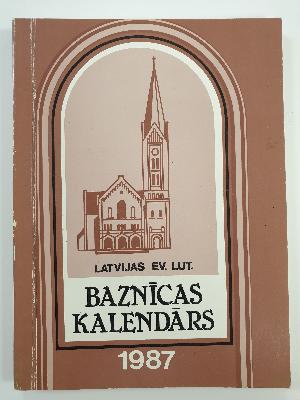 LATVIJAS EV. LUT.
BAZNĪCAS
KALENDĀRS
1987